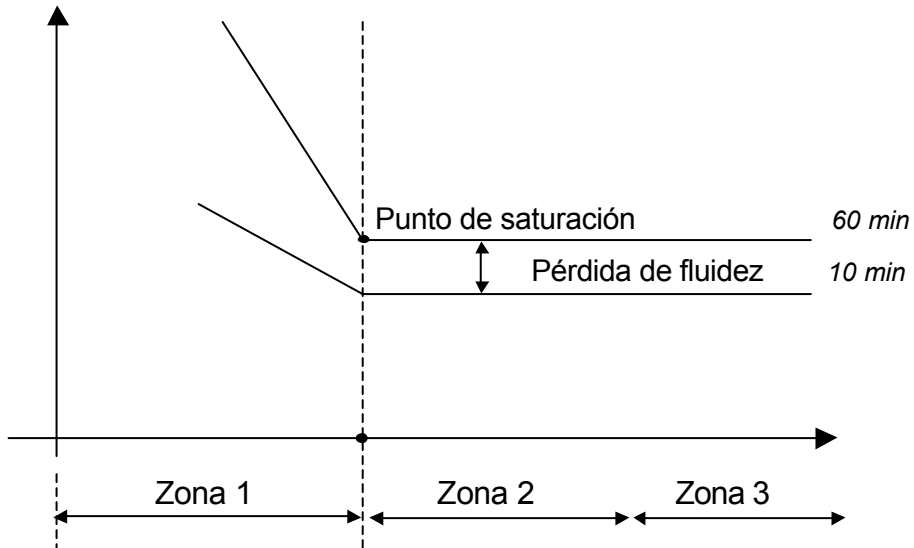 Punto de saturación
60 min
Pérdida de fluidez
10 min
Zona 1
Zona 2
Zona 3